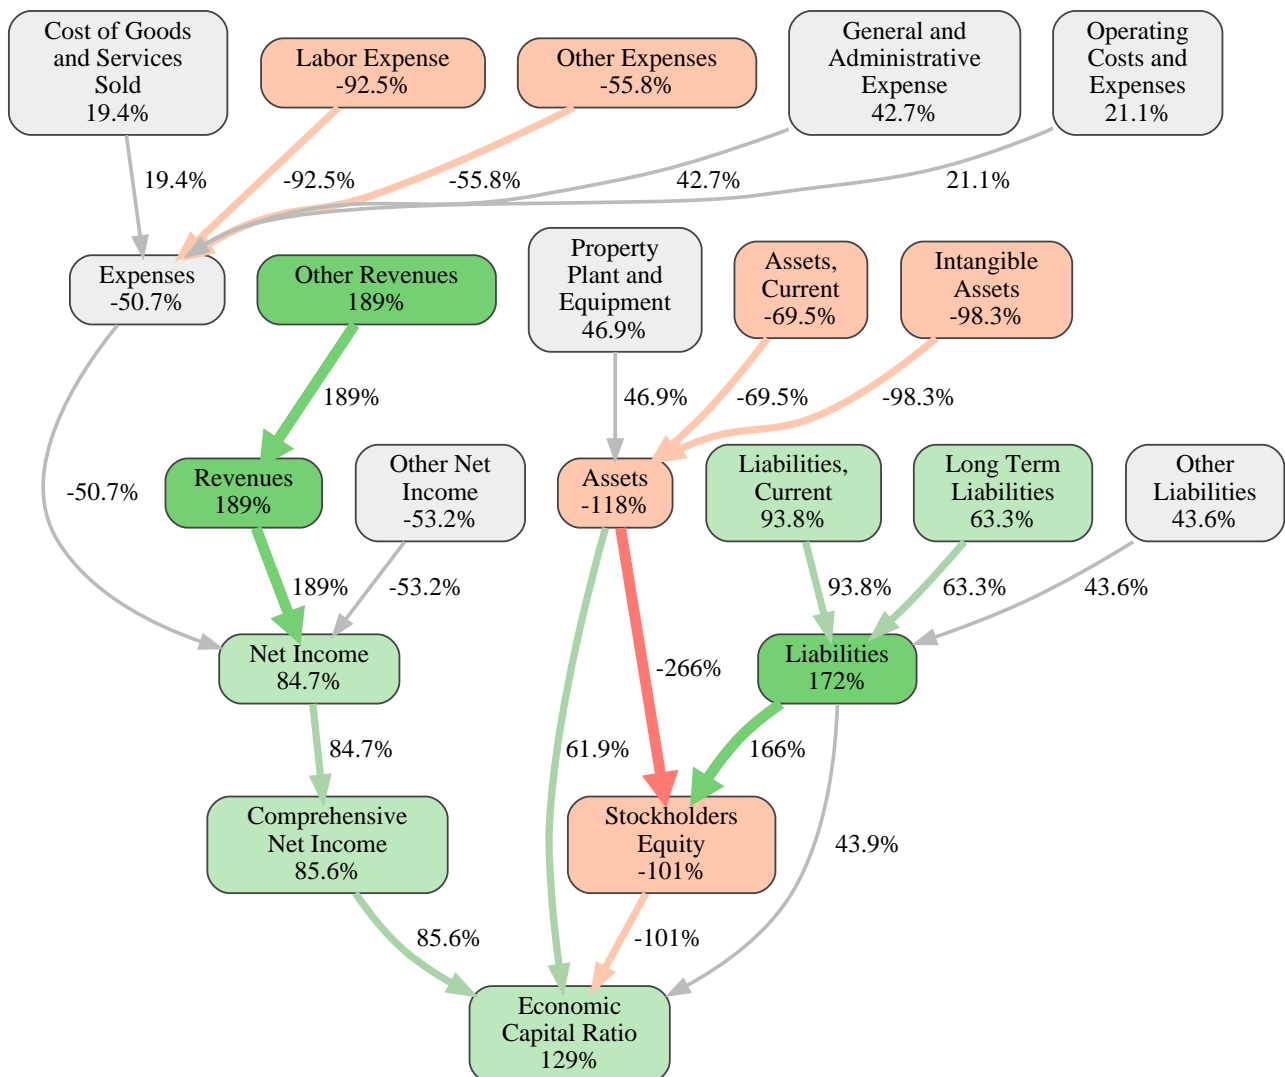 Cost of Goods
and Services
Sold
19.4%
Labor Expense
-92.5%
Other Expenses
-55.8%
General and
Administrative
Expense
42.7%
Operating
Costs and
Expenses
21.1%
19.4%
-92.5%
-55.8%
42.7%
21.1%
Expenses
-50.7%
Other Revenues
189%
Property
Plant and
Equipment
46.9%
Assets,
Current
-69.5%
Intangible
Assets
-98.3%
189%
46.9%
-69.5%
-98.3%
-50.7%
Revenues
189%
Other Net
Income
-53.2%
Assets
-118%
Liabilities,
Current
93.8%
Long Term
Liabilities
63.3%
Other
Liabilities
43.6%
189%
-53.2%
93.8%
63.3%
43.6%
Net Income
84.7%
-266%
Liabilities
172%
84.7%
61.9%
166%
Comprehensive
Net Income
85.6%
Stockholders
Equity
-101%
43.9%
85.6%
-101%
Economic
Capital Ratio
129%